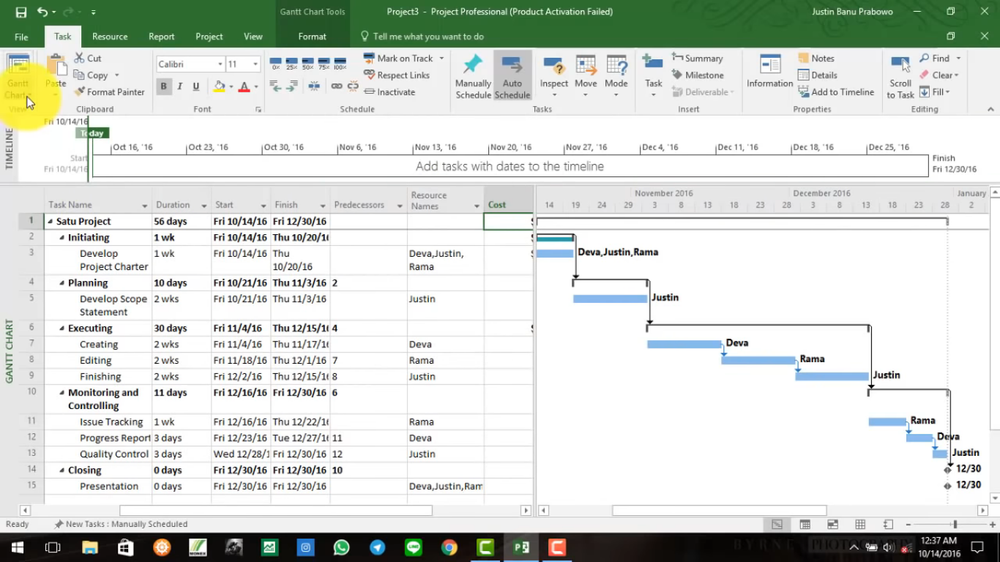 Gantt Chart Tools
Project3 - Project Professional (Product Activation Failed)
Justin Banu Prabowo
File Task Resource Report Project View Format Tell me what you want to do
Gantt Chart
View
Paste
Cut
Copy
Format Painter
Clipboard
Calibri 11
B I U A
Font
0% 25% 50% 75% 100%
Mark on Track
Respect Links
Inactivate
Schedule
Manually Schedule
Auto Schedule
Inspect Move Mode
Tasks
Task
Summary
Milestone
Deliverable
Insert
Information
Notes
Details
Add to Timeline
Properties
Scroll to Task
Find
Clear
Fill
Editing
TIMELINE
Fri 10/14/16
Today
Oct 16, '16 Oct 23, '16 Oct 30, '16 Nov 6, '16 Nov 13, '16 Nov 20, '16 Nov 27, '16 Dec 4, '16 Dec 11, '16 Dec 18, '16 Dec 25, '16
Start
Fri 10/14/16
Add tasks with dates to the timeline
Finish
Fri 12/30/16
GANTT CHART
Task Name Duration Start Finish Predecessors Resource Names Cost
November 2016 December 2016 January
14 19 24 29 3 8 13 18 23 28 3 8 13 18 23 28 2
1 Satu Project 56 days Fri 10/14/16 Fri 12/30/16
2 Initiating 1 wk Fri 10/14/16 Thu 10/20/16
3 Develop Project Charter 1 wk Fri 10/14/16 Thu 10/20/16 Deva,Justin,Rama
4 Planning 10 days Fri 10/21/16 Thu 11/3/16 2
5 Develop Scope Statement 2 wks Fri 10/21/16 Thu 11/3/16 Justin
6 Executing 30 days Fri 11/4/16 Thu 12/15/16 4
7 Creating 2 wks Fri 11/4/16 Thu 11/17/16 Deva
8 Editing 2 wks Fri 11/18/16 Thu 12/1/16 7 Rama
9 Finishing 2 wks Fri 12/2/16 Thu 12/15/16 8 Justin
10 Monitoring and Controlling 11 days Fri 12/16/16 Fri 12/30/16 6
11 Issue Tracking 1 wk Fri 12/16/16 Thu 12/22/16 Rama
12 Progress Report 3 days Fri 12/23/16 Tue 12/27/16 11 Deva
13 Quality Control 3 days Wed 12/28/1 Fri 12/30/16 12 Justin
14 Closing 0 days Fri 12/30/16 Fri 12/30/16 10
15 Presentation 0 days Fri 12/30/16 Fri 12/30/16 Deva,Justin,Ram
Deva,Justin,Rama
Justin
Deva
Rama
Justin
Rama
Deva
Justin
12/30
12/30
Ready New Tasks : Manually Scheduled
BYRNE PHOTOGRAPHY
12:37 AM
10/14/2016